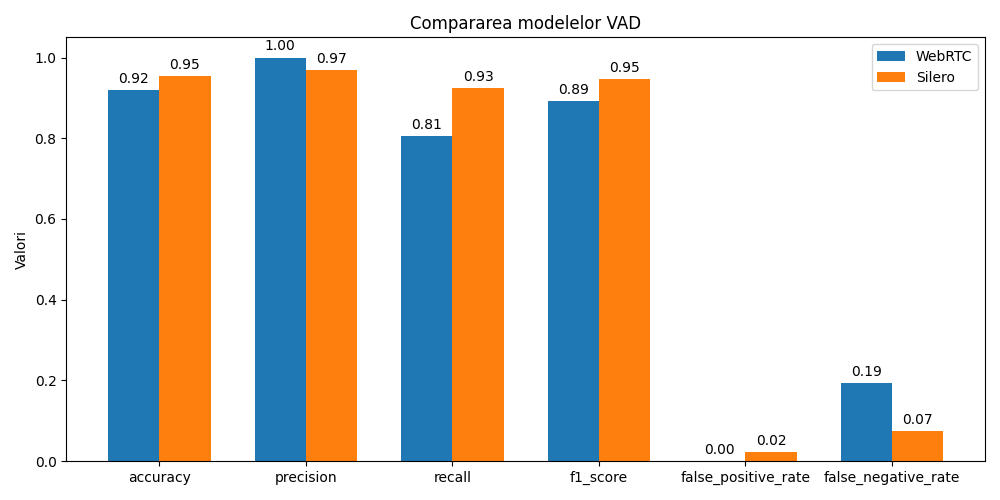 Compararea modelelor VAD
WebRTC
Silero
Valori
1.0
0.8
0.6
0.4
0.2
0.0
0.92
0.95
1.00
0.97
0.81
0.93
0.89
0.95
0.00
0.02
0.19
0.07
accuracy
precision
recall
f1_score
false_positive_rate
false_negative_rate